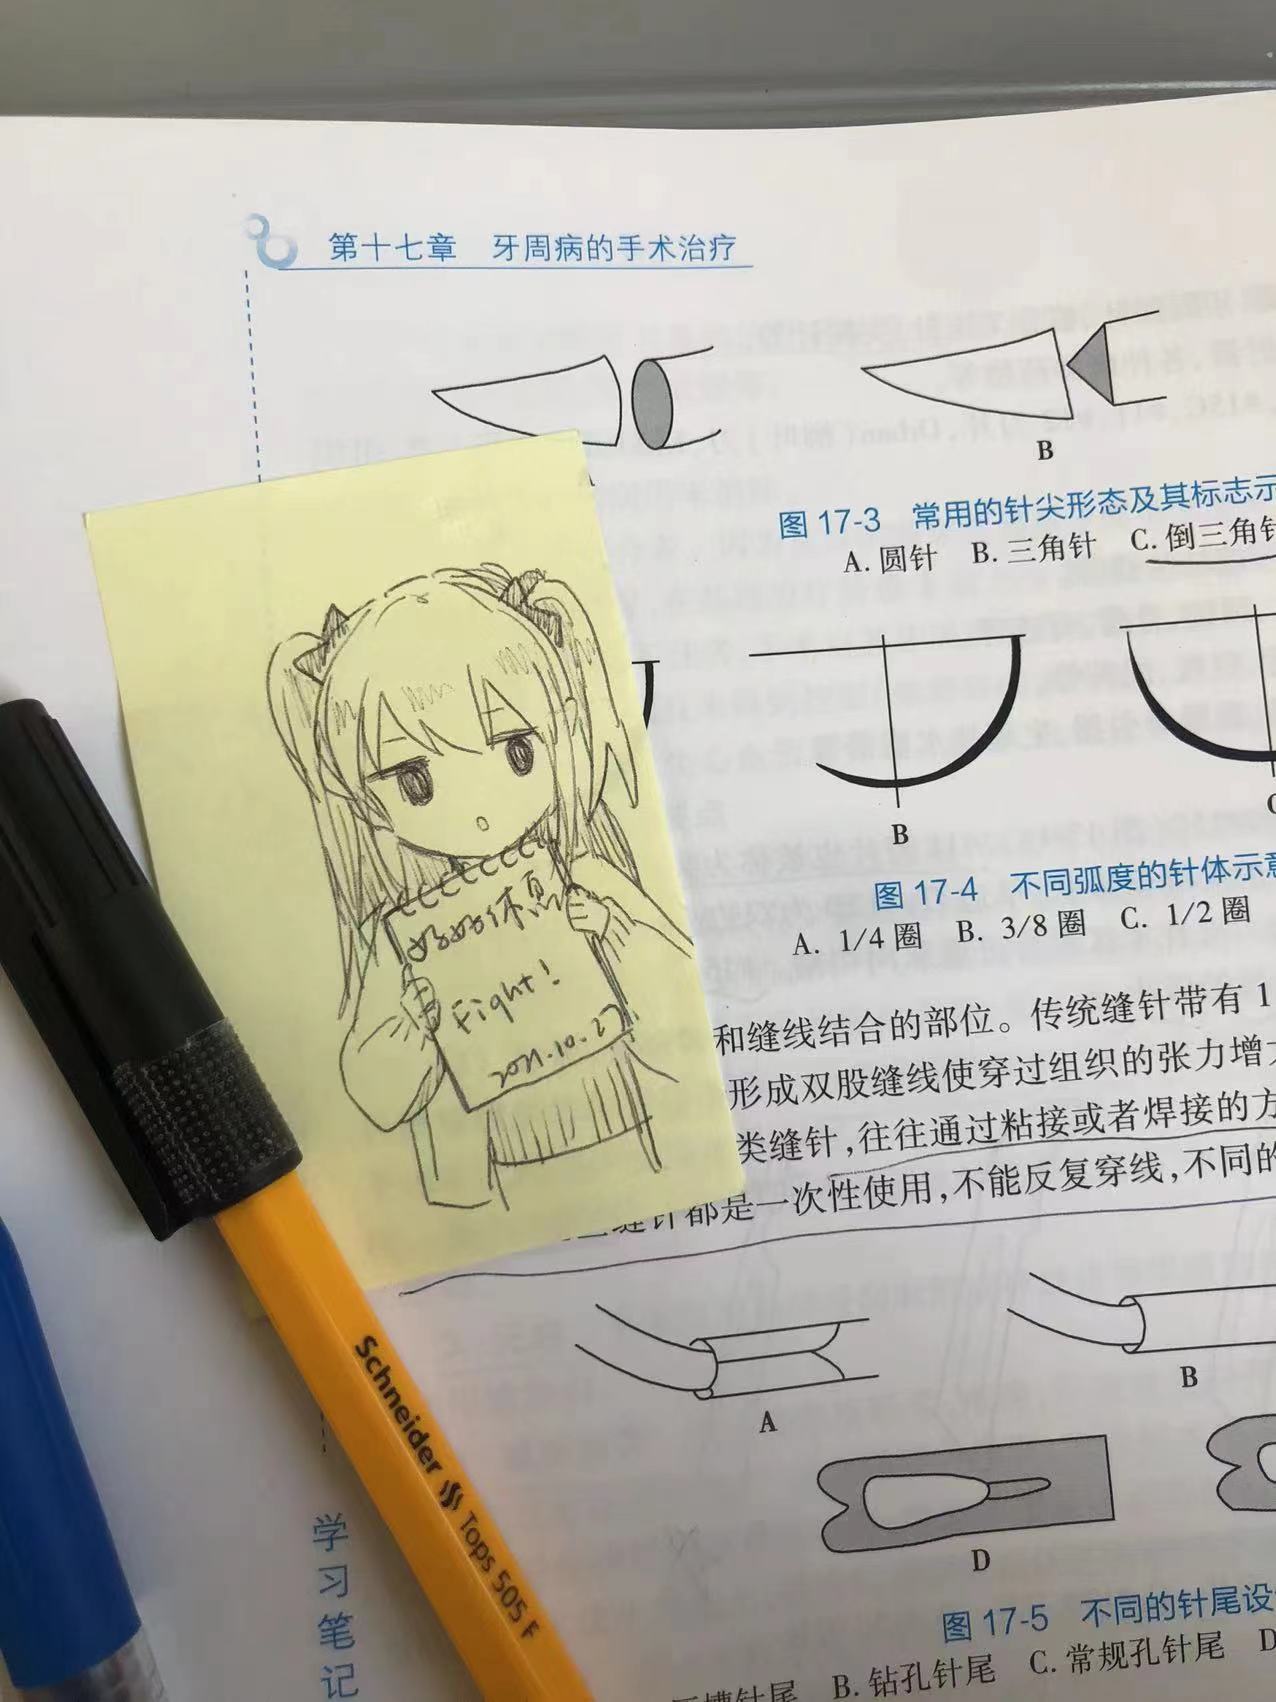 第十七章 牙周病的手术治疗
B
图 17-3 常用的针尖形态及其标志示
A. 圆针 B. 三角针 C. 倒三角针
B
图 17-4 不同弧度的针体示意
A. 1/4 圈 B. 3/8 圈 C. 1/2 圈
好好休息
Fight!
2021.10.27
和缝线结合的部位。传统缝针带有 1
形成双股缝线使穿过组织的张力增大
类缝针，往往通过粘接或者焊接的方
缝针都是一次性使用，不能反复穿线，不同的
A
B
D
图 17-5 不同的针尾设
槽针尾 B. 钻孔针尾 C. 常规孔针尾 D
Schneider Tops 505 F
学习笔记